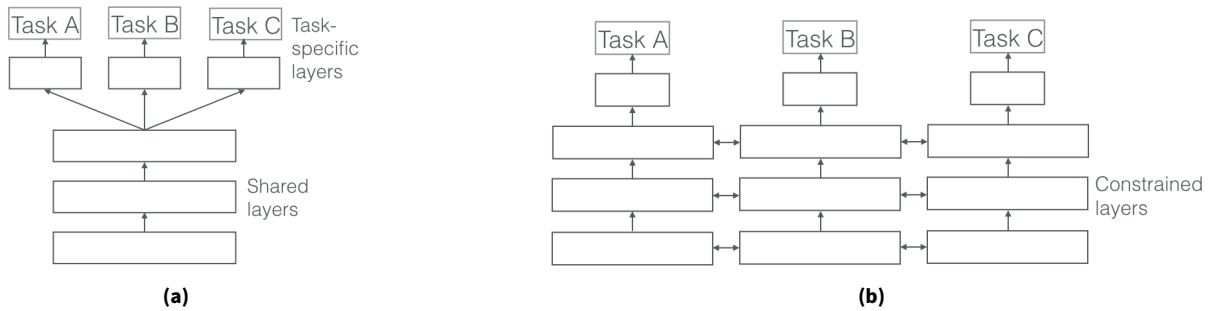 Task A
Task B
Task C
Task-
specific
layers
Shared
layers
(a)
Task A
Task B
Task C
Constrained
layers
(b)